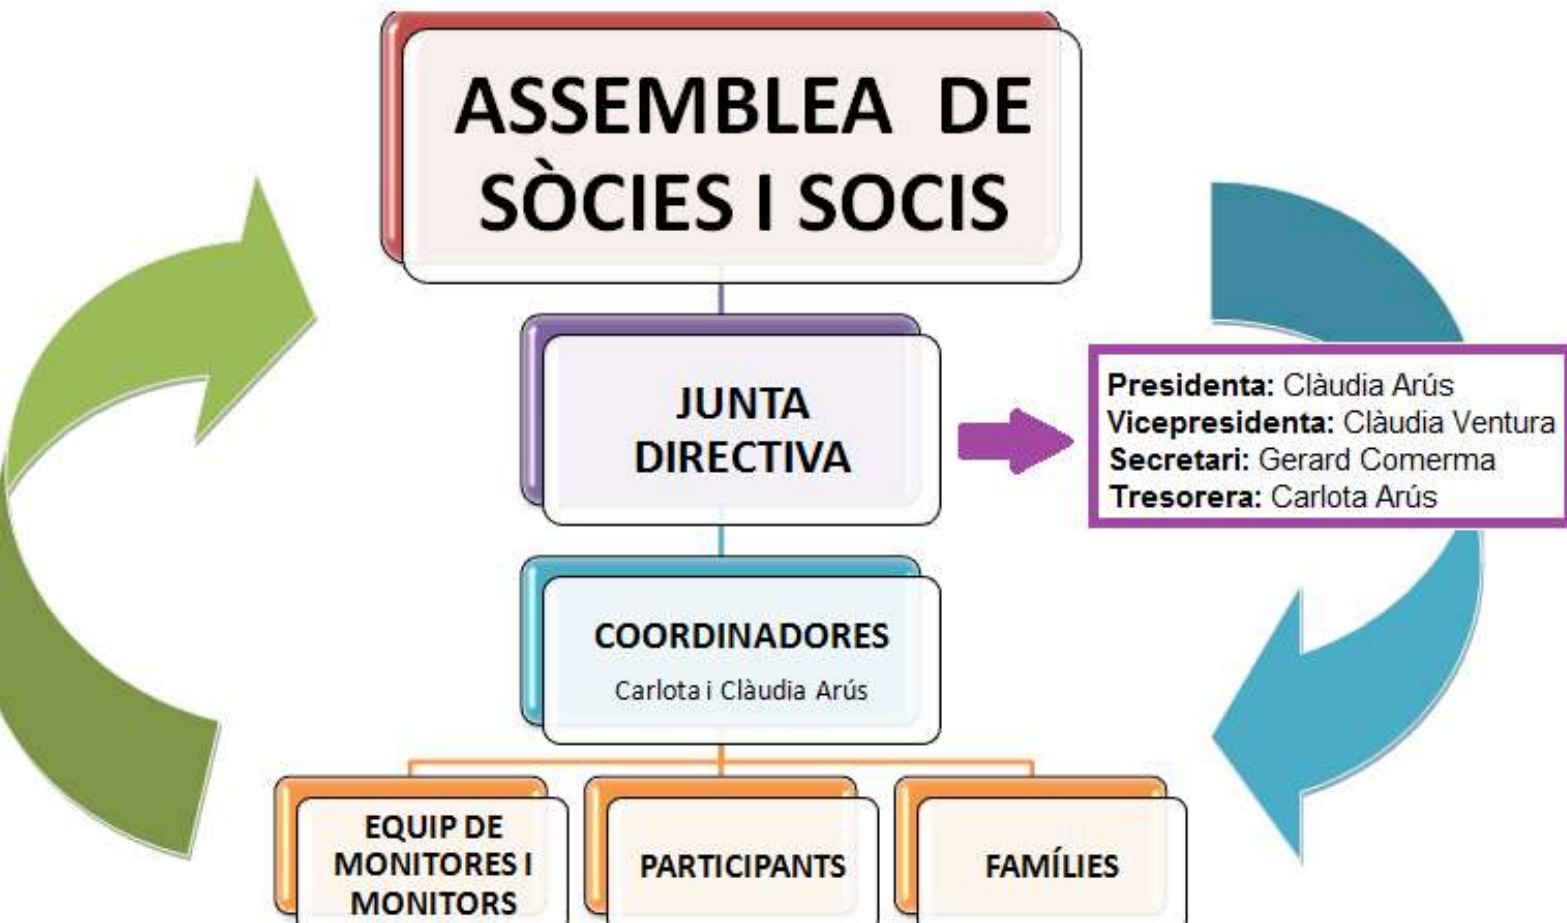 ASSEMBLEA DE
SÒCIES I SOCIS
JUNTA
DIRECTIVA
Presidenta: Clàudia Arús
Vicepresidenta: Clàudia Ventura
Secretari: Gerard Comerma
Tresorera: Carlota Arús
COORDINADORES
Carlota i Clàudia Arús
EQUIP DE
MONITORES I
MONITORS
PARTICIPANTS
FAMÍLIES